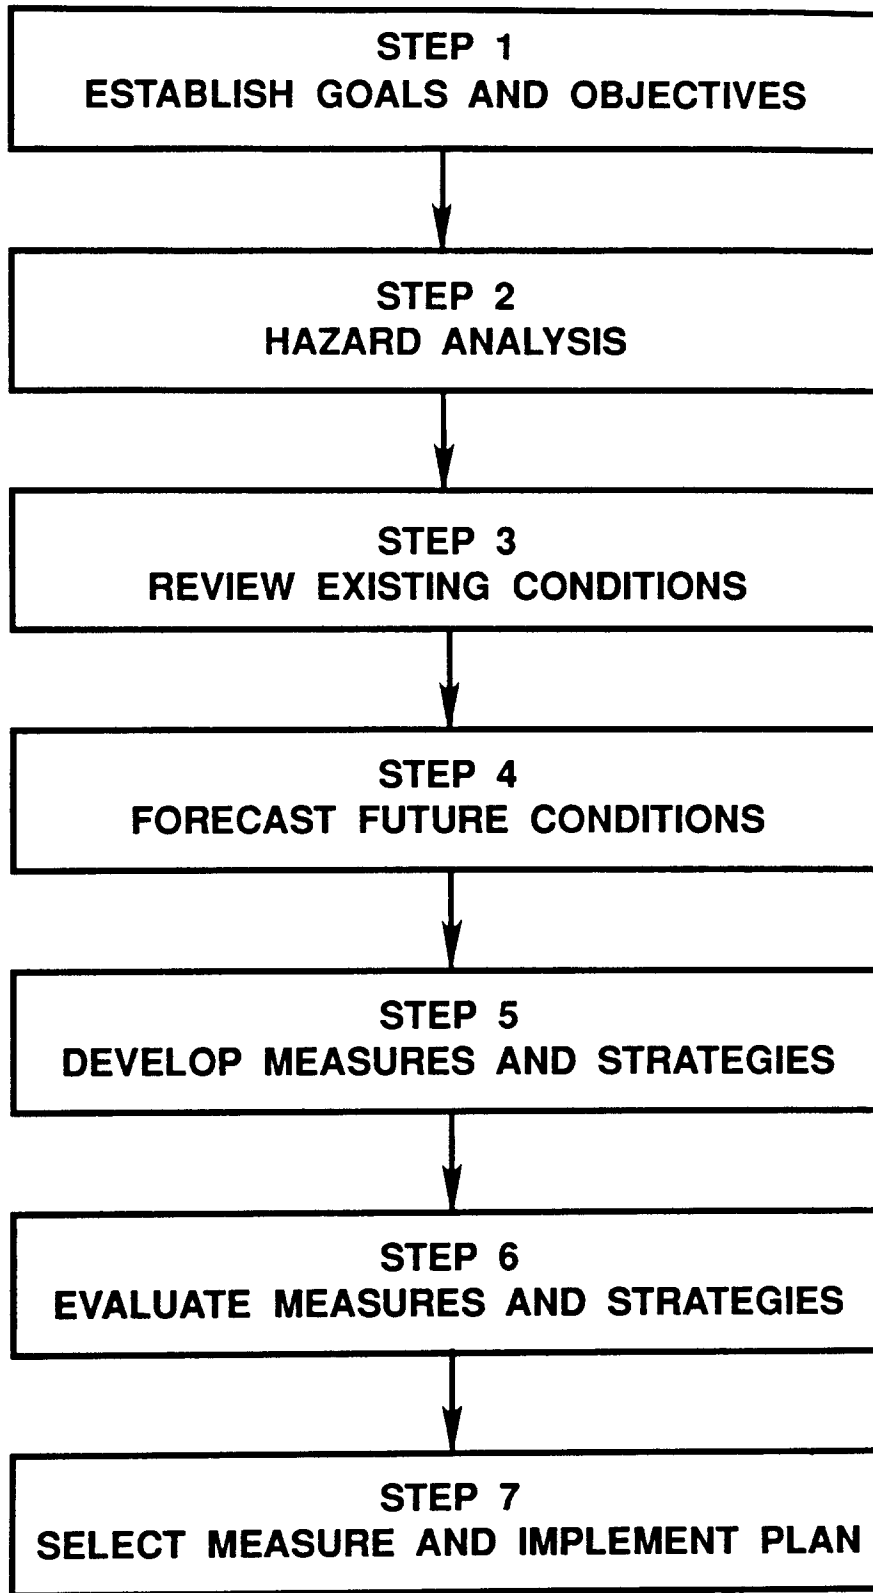 STEP 1
ESTABLISH GOALS AND OBJECTIVES
STEP 2
HAZARD ANALYSIS
STEP 3
REVIEW EXISTING CONDITIONS
STEP 4
FORECAST FUTURE CONDITIONS
STEP 5
DEVELOP MEASURES AND STRATEGIES
STEP 6
EVALUATE MEASURES AND STRATEGIES
STEP 7
SELECT MEASURE AND IMPLEMENT PLAN